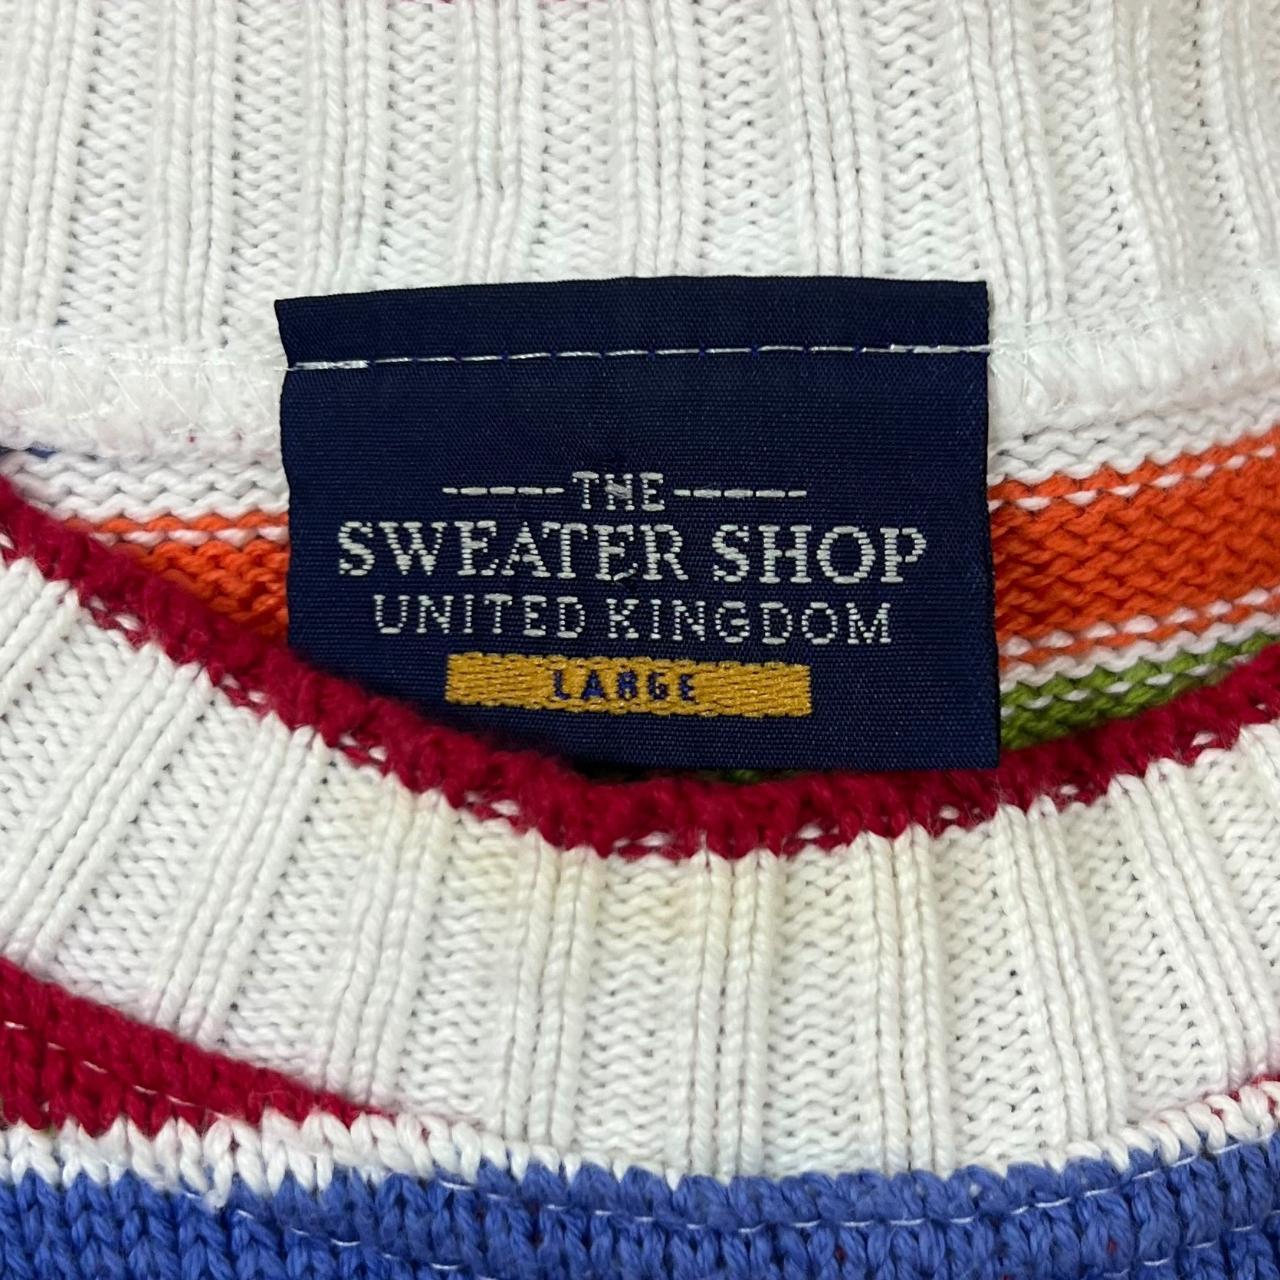 THE
SWEATER SHOP
UNITED KINGDOM
LARGE